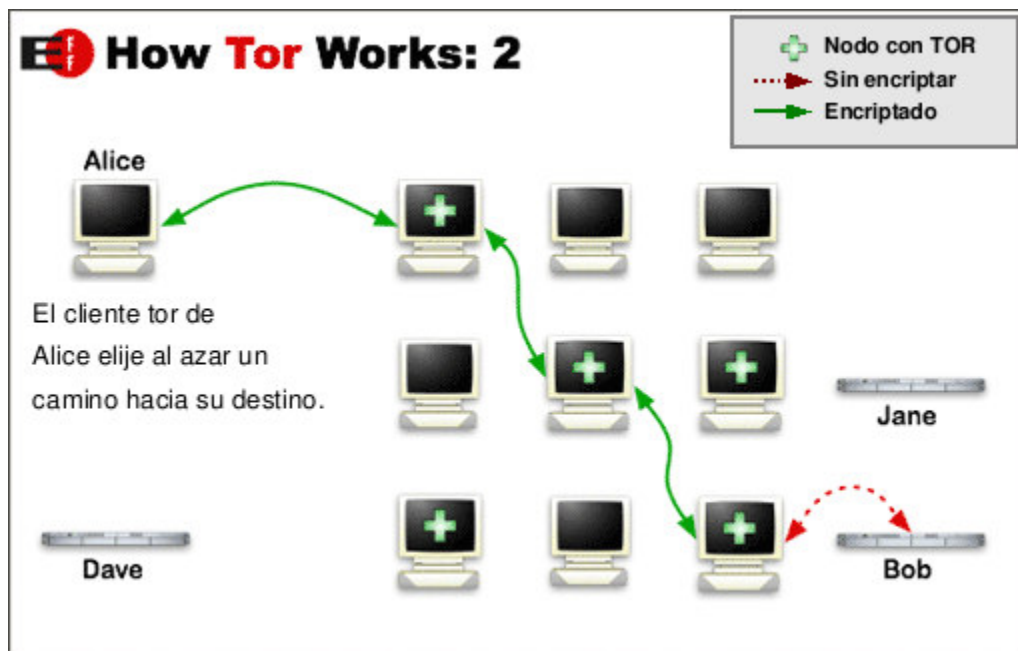 EFF How Tor Works: 2
Nodo con TOR
Sin encriptar
Encriptado
Alice
El cliente tor de
Alice elije al azar un
camino hacia su destino.
Jane
Dave
Bob